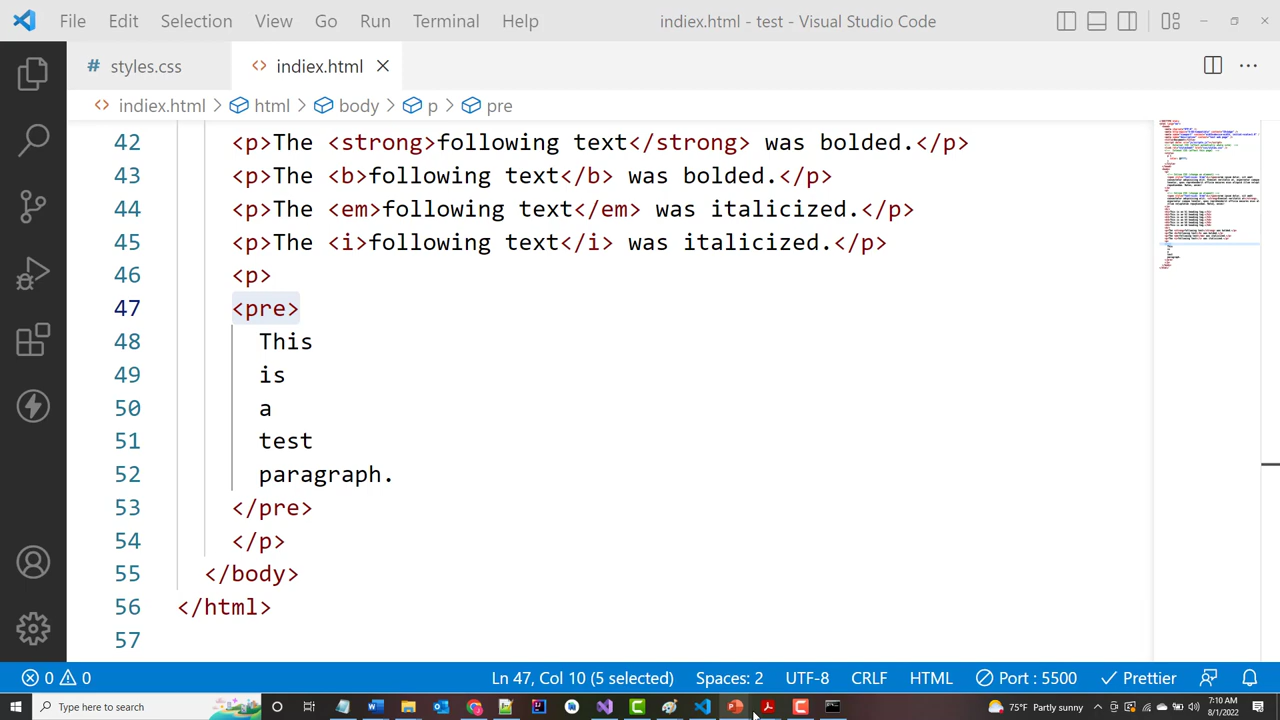 File Edit Selection View Go Run Terminal Help indiex.html - test - Visual Studio Code
# styles.css <> indiex.html
<> indiex.html > html > body > p > pre
42 <p>The <strong>following text</strong> was bolded.</p>
43 <p>The <b>following text</b> was bolded.</p>
44 <p>The <em>following text</em> was italicized.</p>
45 <p>The <i>following text</i> was italicized.</p>
46 <p>
47 <pre>
48 This
49 is
50 a
51 test
52 paragraph.
53 </pre>
54 </p>
55 </body>
56 </html>
57
0 0 Ln 47, Col 10 (5 selected) Spaces: 2 UTF-8 CRLF HTML Port : 5500 Prettier
Type here to search 75°F Partly sunny 7:10 AM
8/1/2022